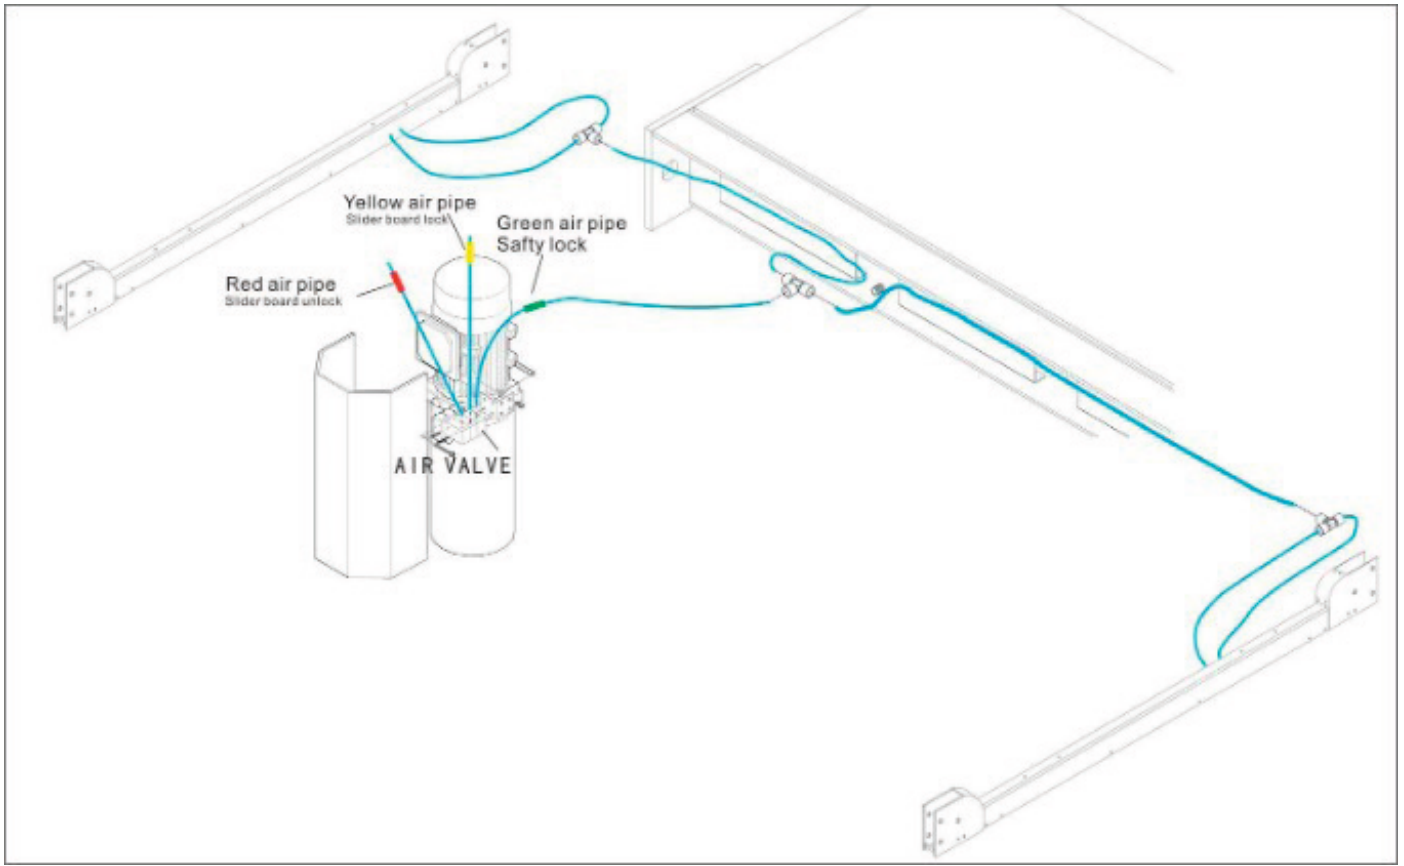 Yellow air pipe
Slider board lock
Green air pipe
Safty lock
Red air pipe
Slider board unlock
AIR VALVE